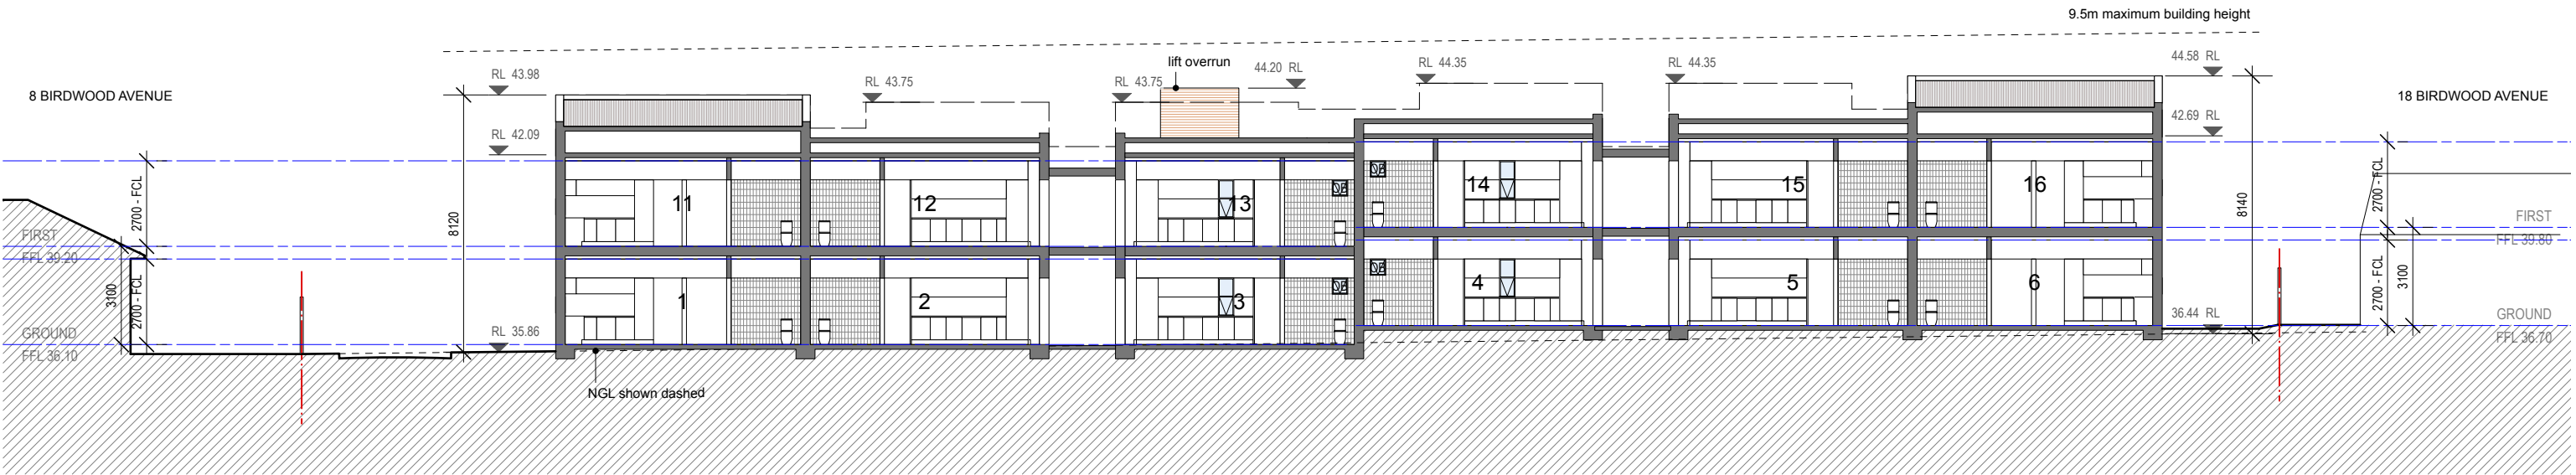 9.5m maximum building height
lift overrun
RL 43.98
RL 43.75
RL 43.75
44.20 RL
RL 44.35
RL 44.35
44.58 RL
8 BIRDWOOD AVENUE
18 BIRDWOOD AVENUE
RL 42.09
42.69 RL
2700 - FCL
8120
11
12
13
DB
DB
14
15
16
8140
2700 - FCL
FIRST
FFL 39.20
FIRST
FFL 39.80
3100
2700 - FCL
1
2
3
DB
DB
4
5
6
2700 - FCL
3100
GROUND
FFL 36.10
RL 35.86
36.44 RL
GROUND
FFL 36.70
NGL shown dashed